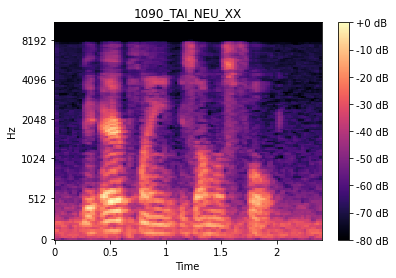 1090_TAI_NEU_XX
+0 dB
8192
-10 dB
4096
-20 dB
-30 dB
2048
Hz
-40 dB
1024
-50 dB
512
-60 dB
-70 dB
0
-80 dB
0
0.5
1
1.5
2
Time